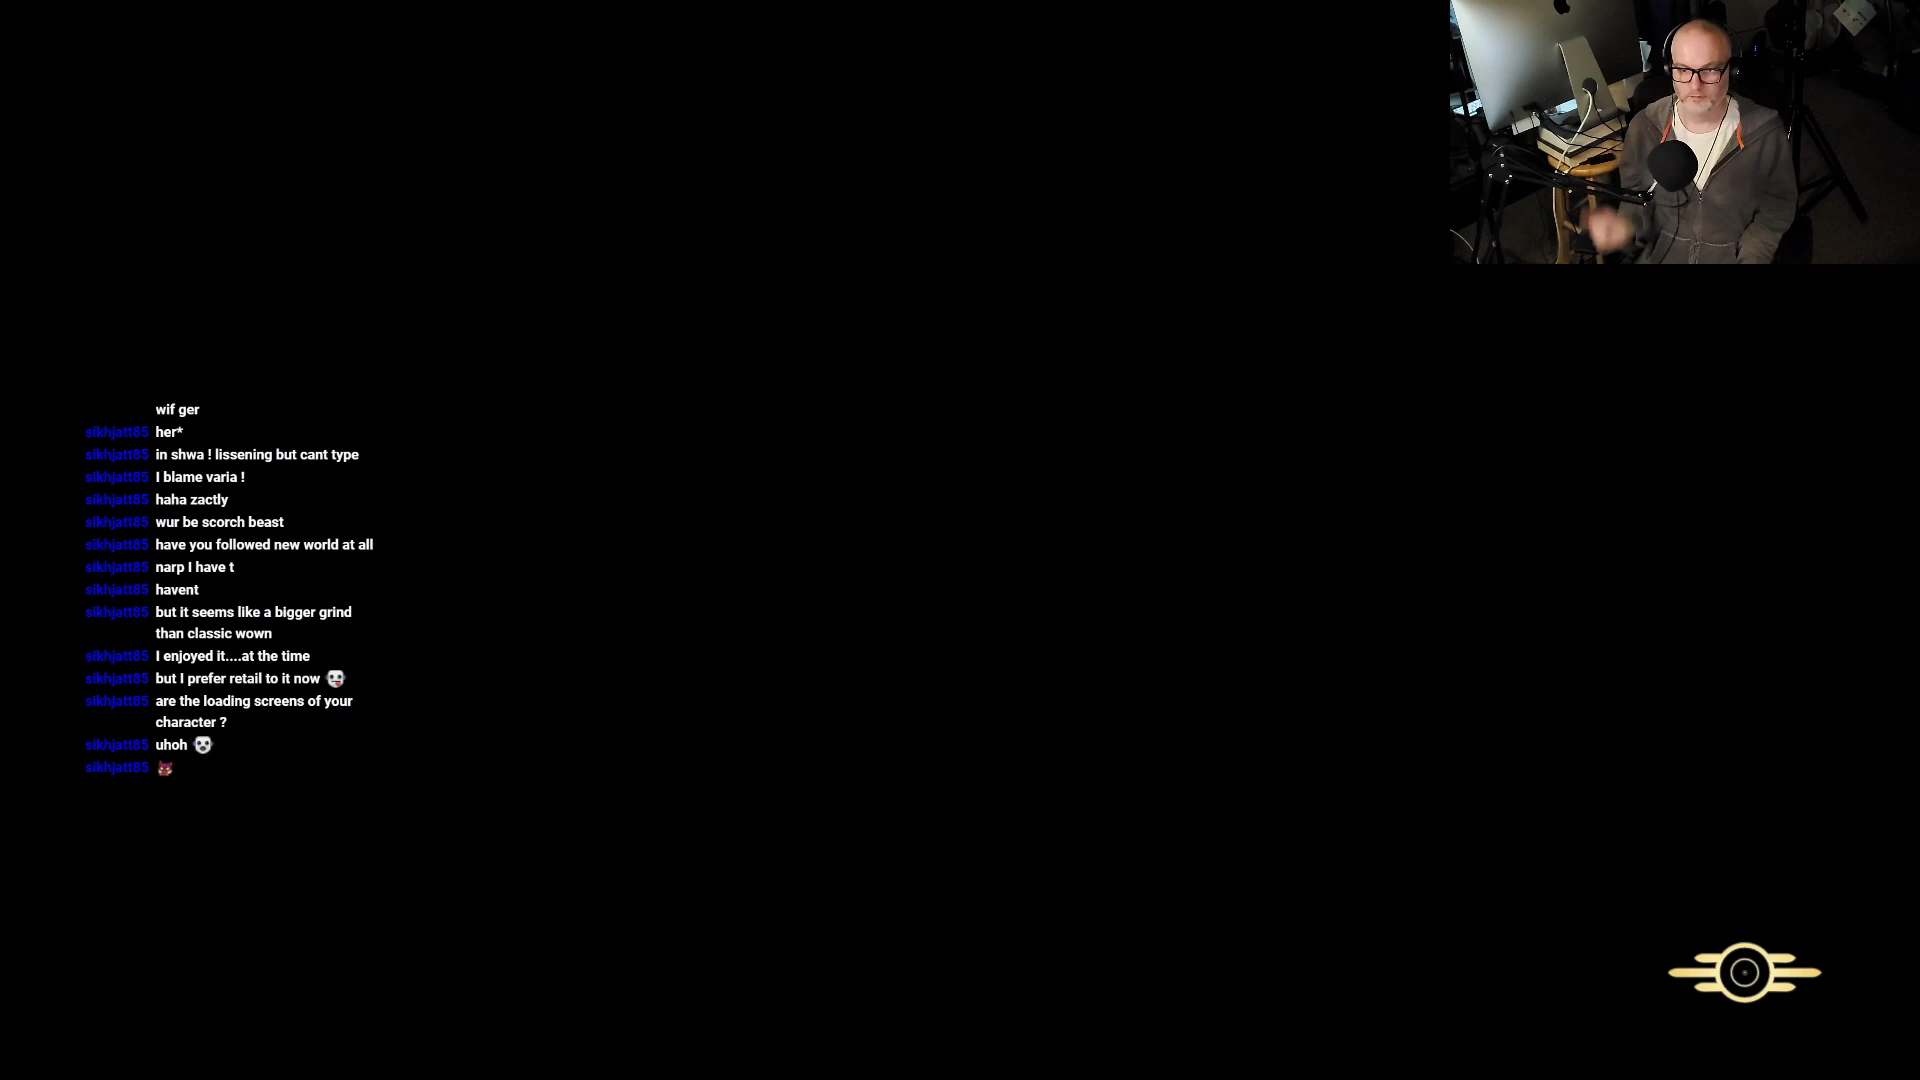 wif ger
sikhjatt85 her*
sikhjatt85 in shwa ! lissening but cant type
sikhjatt85 I blame varia !
sikhjatt85 haha zactly
sikhjatt85 wur be scorch beast
sikhjatt85 have you followed new world at all
sikhjatt85 narp I have t
sikhjatt85 havent
sikhjatt85 but it seems like a bigger grind
than classic wown
sikhjatt85 I enjoyed it....at the time
sikhjatt85 but I prefer retail to it now
sikhjatt85 are the loading screens of your
character ?
sikhjatt85 uhoh
sikhjatt85